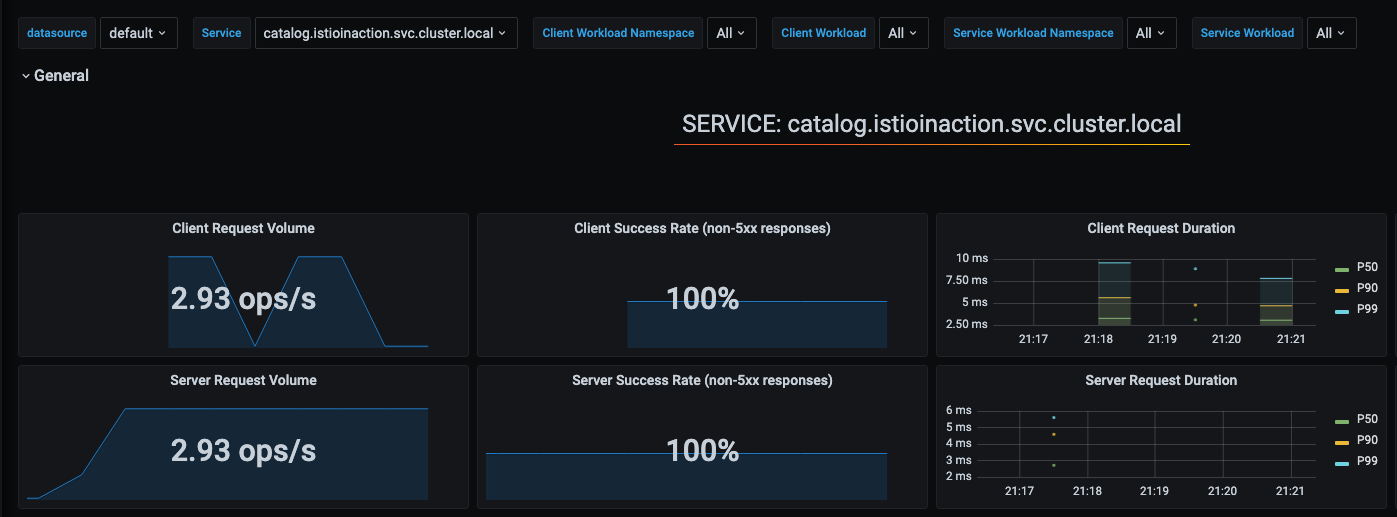 datasource default Service catalog.istioinaction.svc.cluster.local Client Workload Namespace All Client Workload All Service Workload Namespace All Service Workload All
General
SERVICE: catalog.istioinaction.svc.cluster.local
Client Request Volume
2.93 ops/s
Client Success Rate (non-5xx responses)
100%
Client Request Duration
10 ms
7.50 ms
5 ms
2.50 ms
21:17 21:18 21:19 21:20 21:21
P50
P90
P99
Server Request Volume
2.93 ops/s
Server Success Rate (non-5xx responses)
100%
Server Request Duration
6 ms
5 ms
4 ms
3 ms
2 ms
21:17 21:18 21:19 21:20 21:21
P50
P90
P99